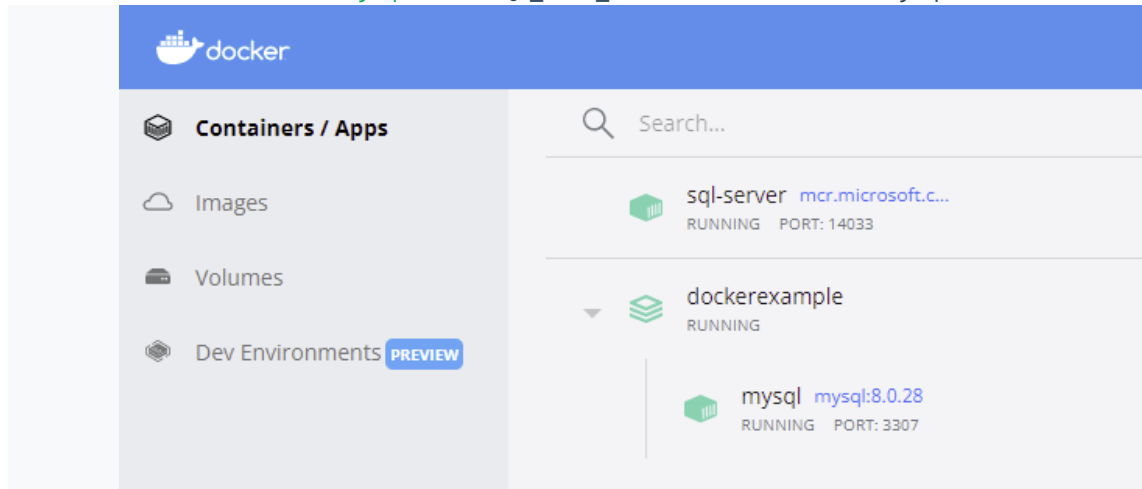 docker
Containers / Apps
Images
Volumes
Dev Environments PREVIEW
Search...
sql-server mcr.microsoft.c...
RUNNING PORT: 14033
dockerexample
RUNNING
mysql mysql:8.0.28
RUNNING PORT: 3307